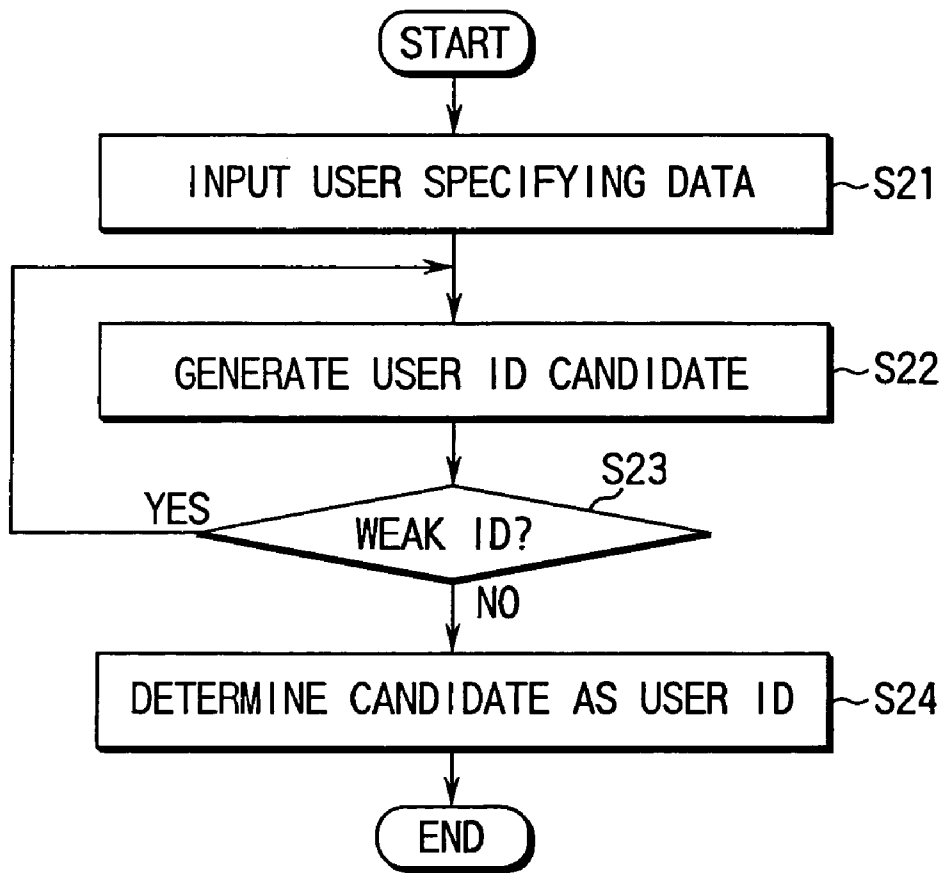 START
INPUT USER SPECIFYING DATA
S21
GENERATE USER ID CANDIDATE
S22
S23
YES
WEAK ID?
NO
DETERMINE CANDIDATE AS USER ID
S24
END